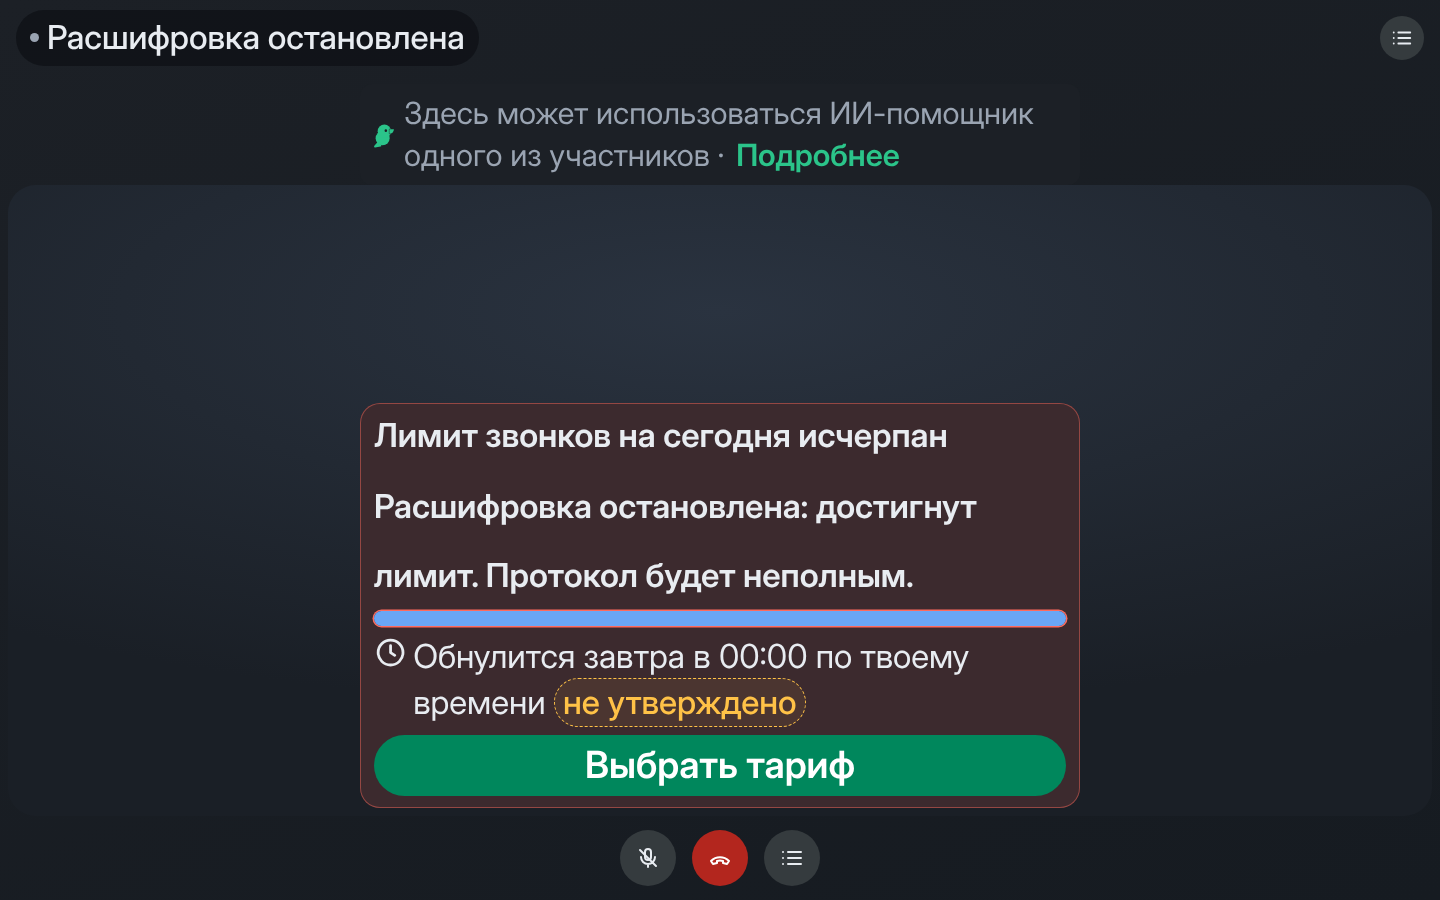 Расшифровка остановлена
Здесь может использоваться ИИ-помощник
одного из участников · Подробнее
Лимит звонков на сегодня исчерпан
Расшифровка остановлена: достигнут
лимит. Протокол будет неполным.
Обнулится завтра в 00:00 по твоему
времени не утверждено
Выбрать тариф